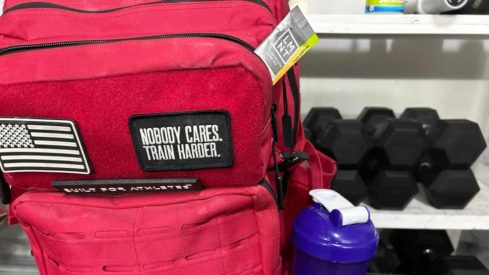 NOBODY CARES.
TRAIN HARDER.
BUILT FOR ATHLETES